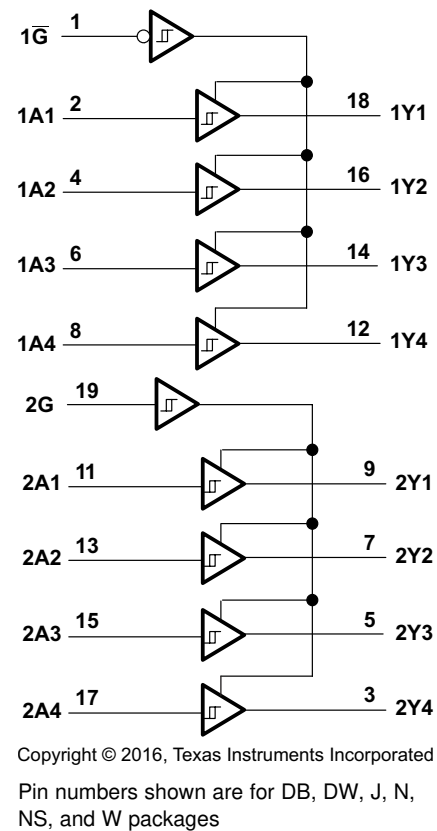 1G̅ 1
1A1 2 18 1Y1
1A2 4 16 1Y2
1A3 6 14 1Y3
1A4 8 12 1Y4
2G 19
2A1 11 9 2Y1
2A2 13 7 2Y2
2A3 15 5 2Y3
2A4 17 3 2Y4
Copyright © 2016, Texas Instruments Incorporated
Pin numbers shown are for DB, DW, J, N,
NS, and W packages